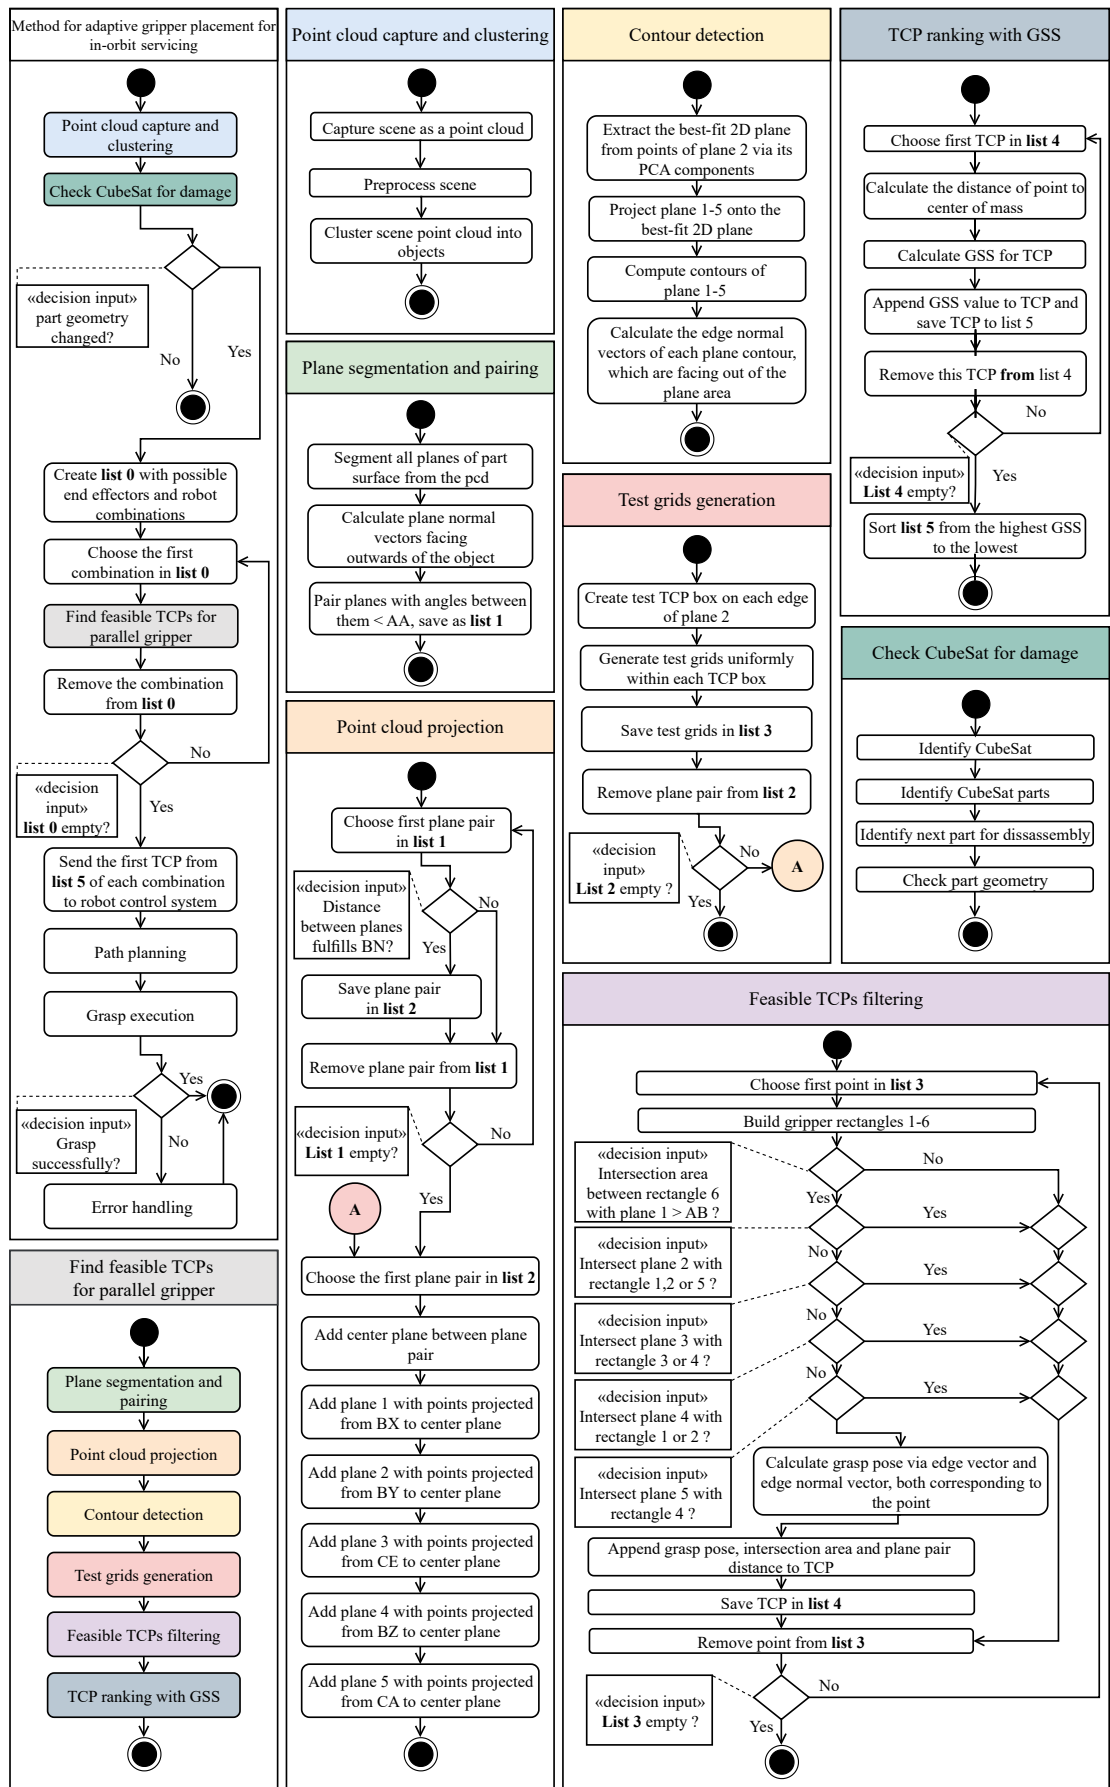 Method for adaptive gripper placement for
in-orbit servicing
Point cloud capture and
clustering
Check CubeSat for damage
«decision input»
part geometry
changed?
No
Yes
Create list 0 with possible
end effectors and robot
combinations
Choose the first
combination in list 0
Find feasible TCPs for
parallel gripper
Remove the combination
from list 0
No
«decision
input»
list 0 empty?
Yes
Send the first TCP from
list 5 of each combination
to robot control system
Path planning
Grasp execution
Yes
«decision input»
Grasp
successfully?
No
Error handling
Find feasible TCPs
for parallel gripper
Plane segmentation and
pairing
Point cloud projection
Contour detection
Test grids generation
Feasible TCPs filtering
TCP ranking with GSS
Point cloud capture and clustering
Capture scene as a point cloud
Preprocess scene
Cluster scene point cloud into
objects
Plane segmentation and pairing
Segment all planes of part
surface from the pcd
Calculate plane normal
vectors facing
outwards of the object
Pair planes with angles between
them < AA, save as list 1
Point cloud projection
Choose first plane pair
in list 1
«decision input»
Distance
between planes
fulfills BN?
No
Yes
Save plane pair
in list 2
Remove plane pair from list 1
«decision input»
List 1 empty?
No
Yes
A
Choose the first plane pair in list 2
Add center plane between plane
pair
Add plane 1 with points projected
from BX to center plane
Add plane 2 with points projected
from BY to center plane
Add plane 3 with points projected
from CE to center plane
Add plane 4 with points projected
from BZ to center plane
Add plane 5 with points projected
from CA to center plane
Contour detection
Extract the best-fit 2D plane
from points of plane 2 via its
PCA components
Project plane 1-5 onto the
best-fit 2D plane
Compute contours of
plane 1-5
Calculate the edge normal
vectors of each plane contour,
which are facing out of the
plane area
Test grids generation
Create test TCP box on each edge
of plane 2
Generate test grids uniformly
within each TCP box
Save test grids in list 3
Remove plane pair from list 2
«decision
input»
List 2 empty ?
No
A
Yes
TCP ranking with GSS
Choose first TCP in list 4
Calculate the distance of point to
center of mass
Calculate GSS for TCP
Append GSS value to TCP and
save TCP to list 5
Remove this TCP from list 4
No
«decision input»
List 4 empty?
Yes
Sort list 5 from the highest GSS
to the lowest
Check CubeSat for damage
Identify CubeSat
Identify CubeSat parts
Identify next part for dissassembly
Check part geometry
Feasible TCPs filtering
Choose first point in list 3
Build gripper rectangles 1-6
«decision input»
Intersection area
between rectangle 6
with plane 1 > AB ?
No
Yes
«decision input»
Intersect plane 2 with
rectangle 1,2 or 5 ?
Yes
No
«decision input»
Intersect plane 3 with
rectangle 3 or 4 ?
Yes
No
«decision input»
Intersect plane 4 with
rectangle 1 or 2 ?
Yes
No
«decision input»
Intersect plane 5 with
rectangle 4 ?
Yes
Calculate grasp pose via edge vector and
edge normal vector, both corresponding to
the point
Append grasp pose, intersection area and plane pair
distance to TCP
Save TCP in list 4
Remove point from list 3
«decision input»
List 3 empty ?
No
Yes